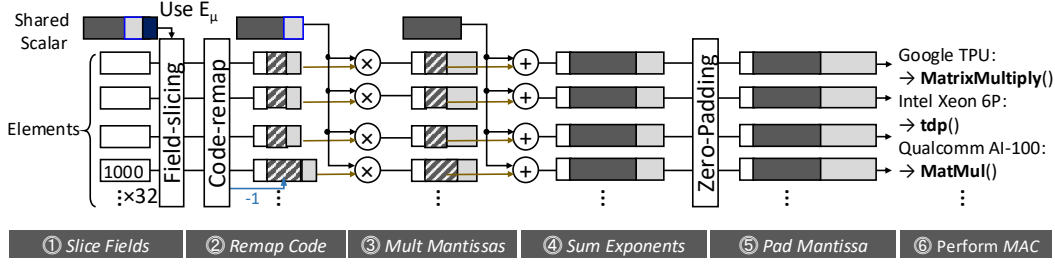 Shared
Scalar
Use Eμ
Elements
1000
×32
Field-slicing
Code-remap
-1
×
×
×
×
+
+
+
+
Zero-Padding
Google TPU:
→ MatrixMultiply()
Intel Xeon 6P:
→ tdp()
Qualcomm AI-100:
→ MatMul()
① Slice Fields
② Remap Code
③ Mult Mantissas
④ Sum Exponents
⑤ Pad Mantissa
⑥ Perform MAC